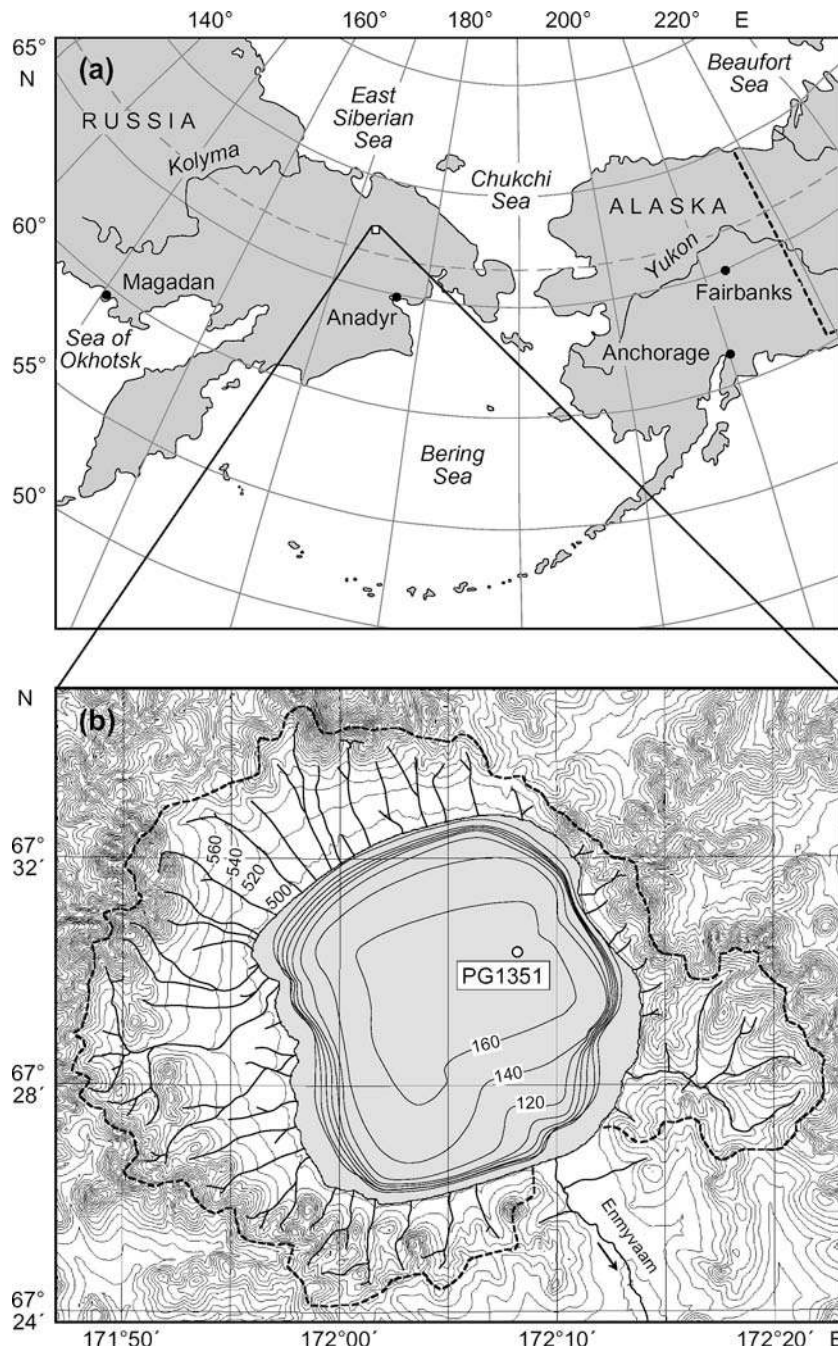 140° 160° 180° 200° 220° E
65°
N
(a)
Beaufort
Sea
East
Siberian
Sea
RUSSIA
Kolyma
Chukchi
Sea
ALASKA
60°
Yukon
Magadan
Fairbanks
Anadyr
Sea of
Okhotsk
Anchorage
55°
Bering
Sea
50°
N
(b)
67°
32´
560
540
520
500
PG1351
160
67°
28´
140
120
Enmyvaam
67°
24´
171°50´ 172°00´ 172°10´ 172°20´ E